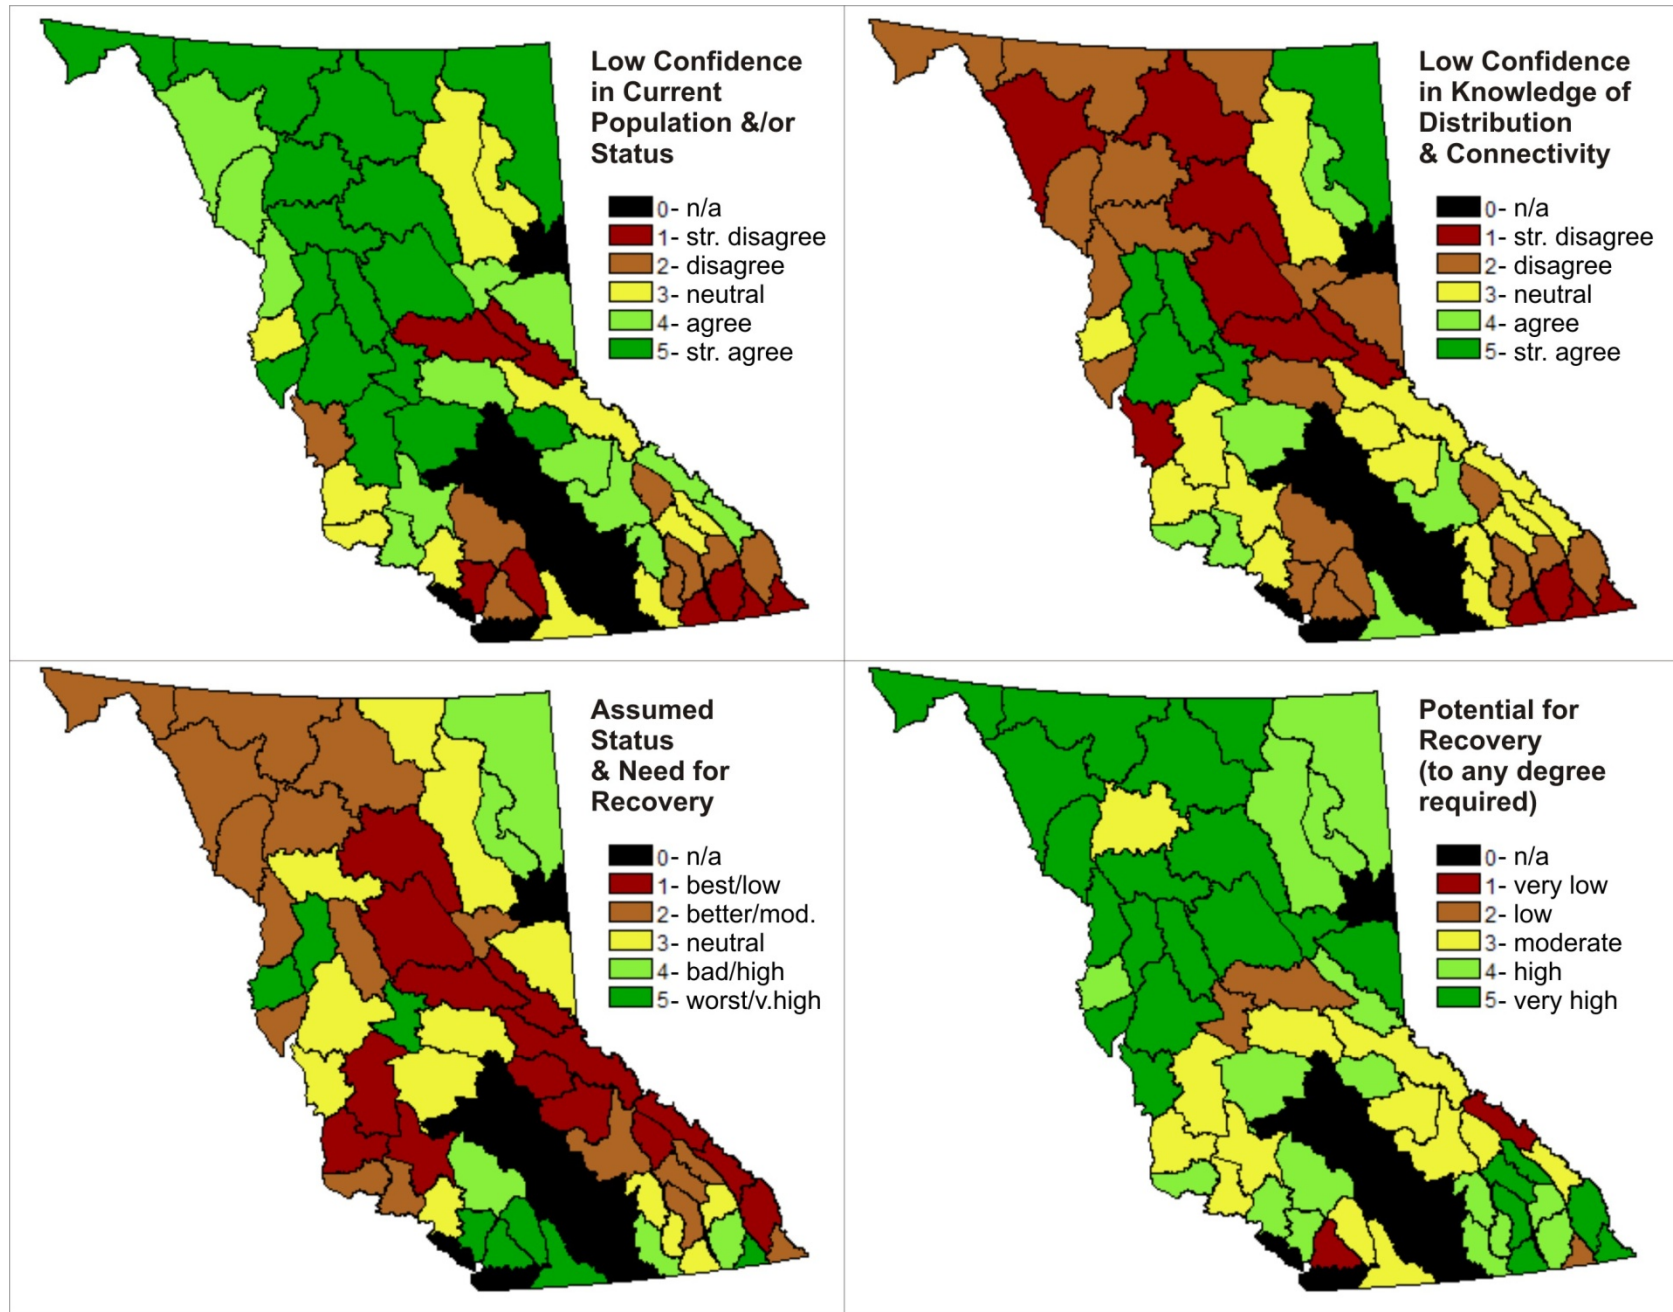 Low Confidence
in Current
Population &/or
Status
0- n/a
1- str. disagree
2- disagree
3- neutral
4- agree
5- str. agree
Low Confidence
in Knowledge of
Distribution
& Connectivity
0- n/a
1- str. disagree
2- disagree
3- neutral
4- agree
5- str. agree
Assumed
Status
& Need for
Recovery
0- n/a
1- best/low
2- better/mod.
3- neutral
4- bad/high
5- worst/v.high
Potential for
Recovery
(to any degree
required)
0- n/a
1- very low
2- low
3- moderate
4- high
5- very high